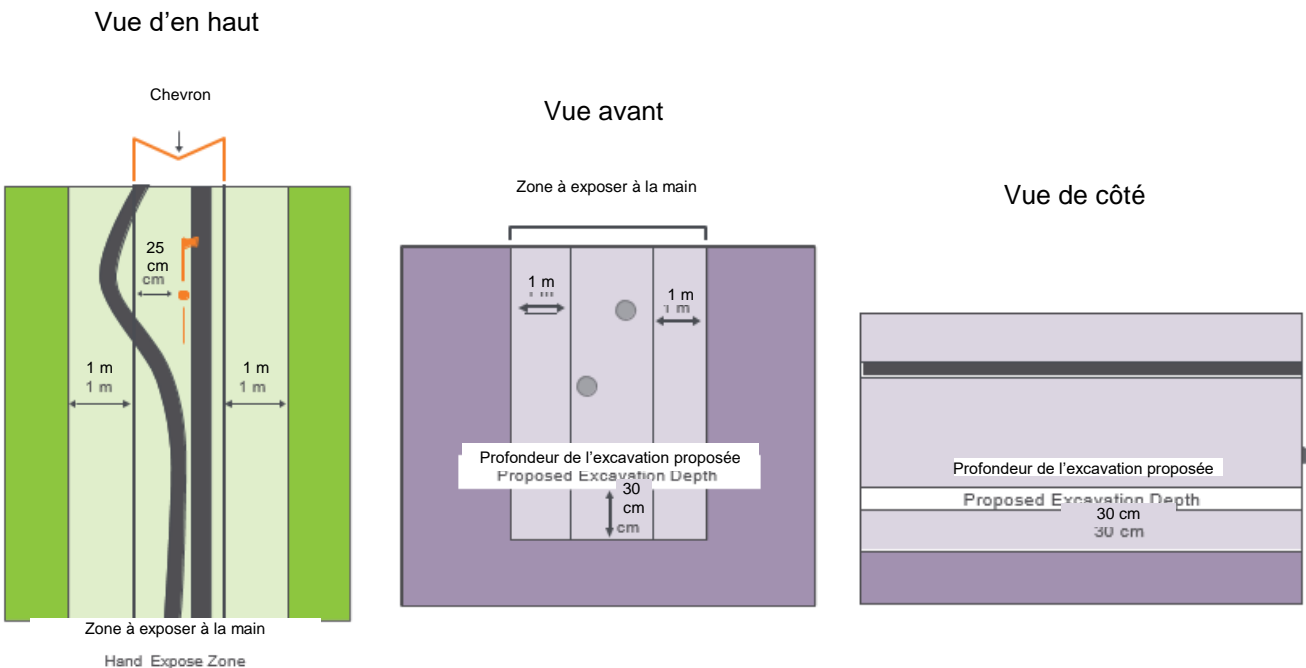 Vue d’en haut
Chevron
25
cm
cm
1 m
1 m
1 m
1 m
Zone à exposer à la main
Hand Expose Zone
Vue avant
Zone à exposer à la main
1 m
1 m
1 m
Profondeur de l’excavation proposée
Proposed Excavation Depth
30
cm
cm
Vue de côté
Profondeur de l’excavation proposée
Proposed Excavation Depth
30 cm
30 cm